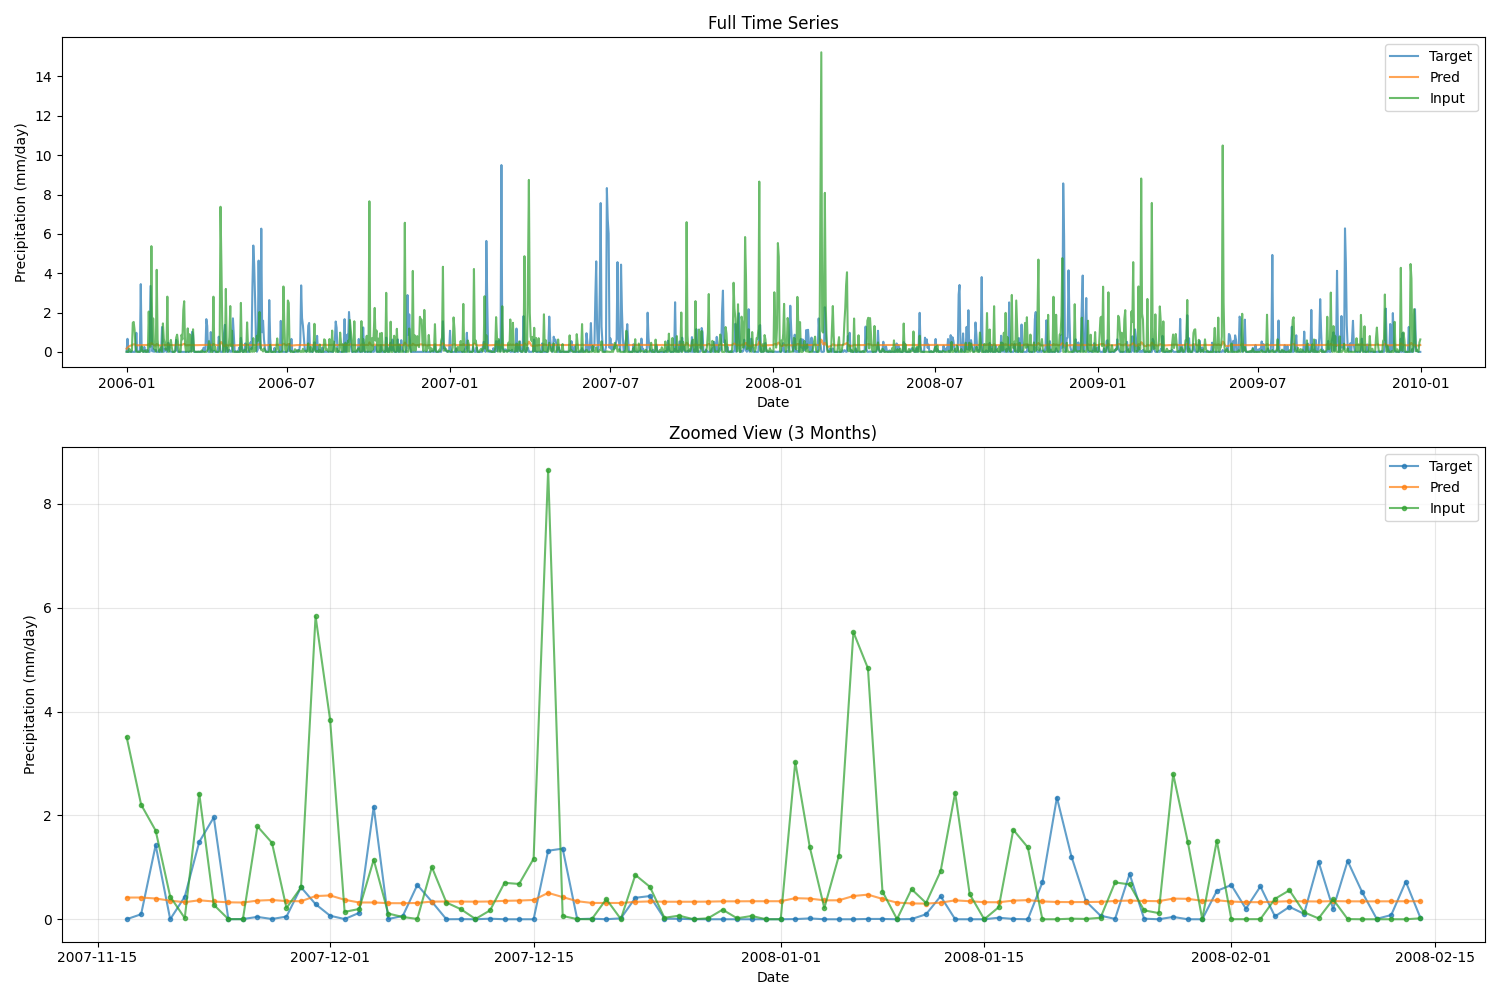 Full Time Series
Precipitation (mm/day)
14
12
10
8
6
4
2
0
Target
Pred
Input
2006-01
2006-07
2007-01
2007-07
2008-01
2008-07
2009-01
2009-07
2010-01
Date
Zoomed View (3 Months)
Precipitation (mm/day)
8
6
4
2
0
Target
Pred
Input
2007-11-15
2007-12-01
2007-12-15
2008-01-01
2008-01-15
2008-02-01
2008-02-15
Date